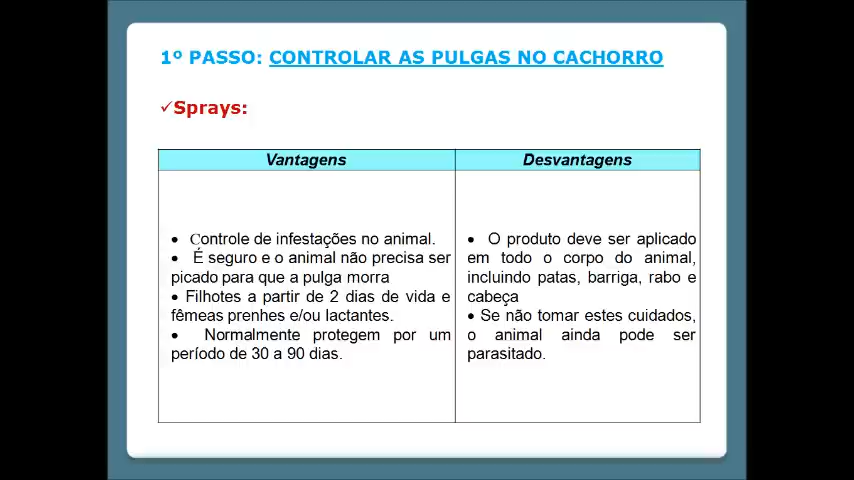 1º PASSO: CONTROLAR AS PULGAS NO CACHORRO
✓Sprays:
Vantagens
• Controle de infestações no animal.
• É seguro e o animal não precisa ser
picado para que a pulga morra
• Filhotes a partir de 2 dias de vida e
fêmeas prenhes e/ou lactantes.
• Normalmente protegem por um
período de 30 a 90 dias.
Desvantagens
• O produto deve ser aplicado
em todo o corpo do animal,
incluindo patas, barriga, rabo e
cabeça
• Se não tomar estes cuidados,
o animal ainda pode ser
parasitado.